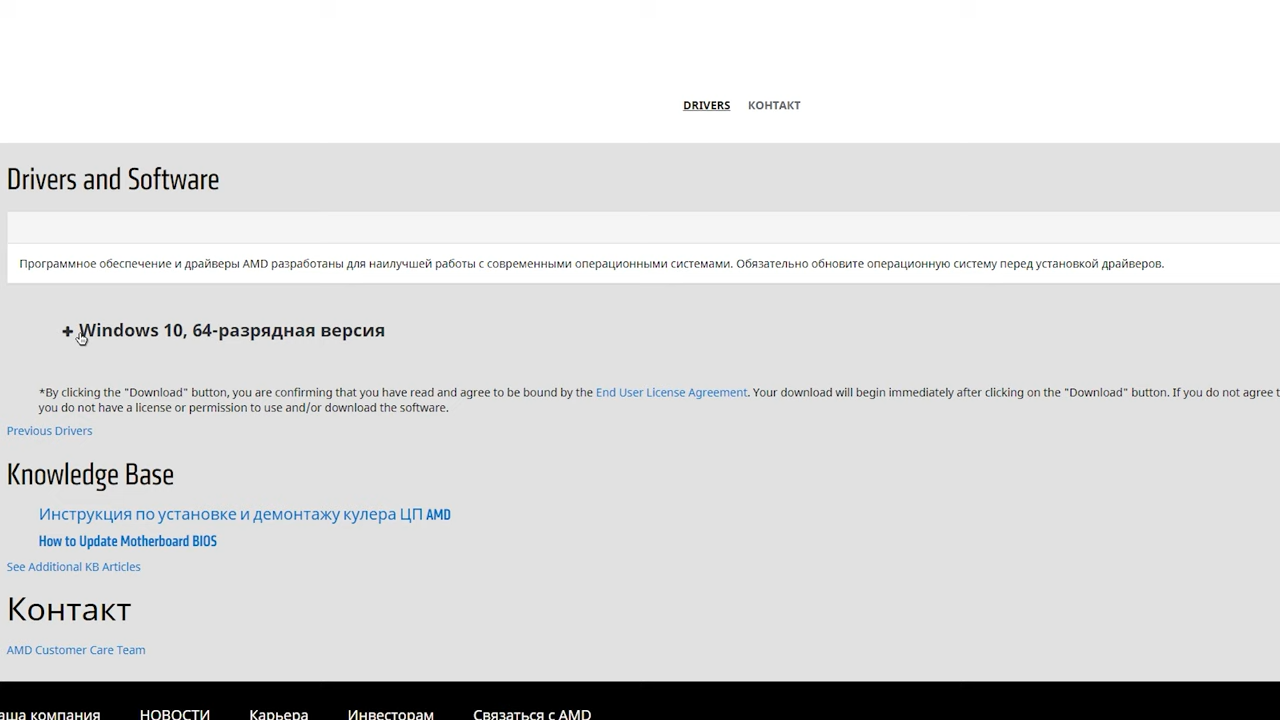 DRIVERS КОНТАКТ
Drivers and Software
Программное обеспечение и драйверы AMD разработаны для наилучшей работы с современными операционными системами. Обязательно обновите операционную систему перед установкой драйверов.
+ Windows 10, 64-разрядная версия
*By clicking the "Download" button, you are confirming that you have read and agree to be bound by the End User License Agreement. Your download will begin immediately after clicking on the "Download" button. If you do not agree t
you do not have a license or permission to use and/or download the software.
Previous Drivers
Knowledge Base
Инструкция по установке и демонтажу кулера ЦП AMD
How to Update Motherboard BIOS
See Additional KB Articles
Контакт
AMD Customer Care Team
аша компания НОВОСТИ Карьера Инвесторам Связаться с AMD